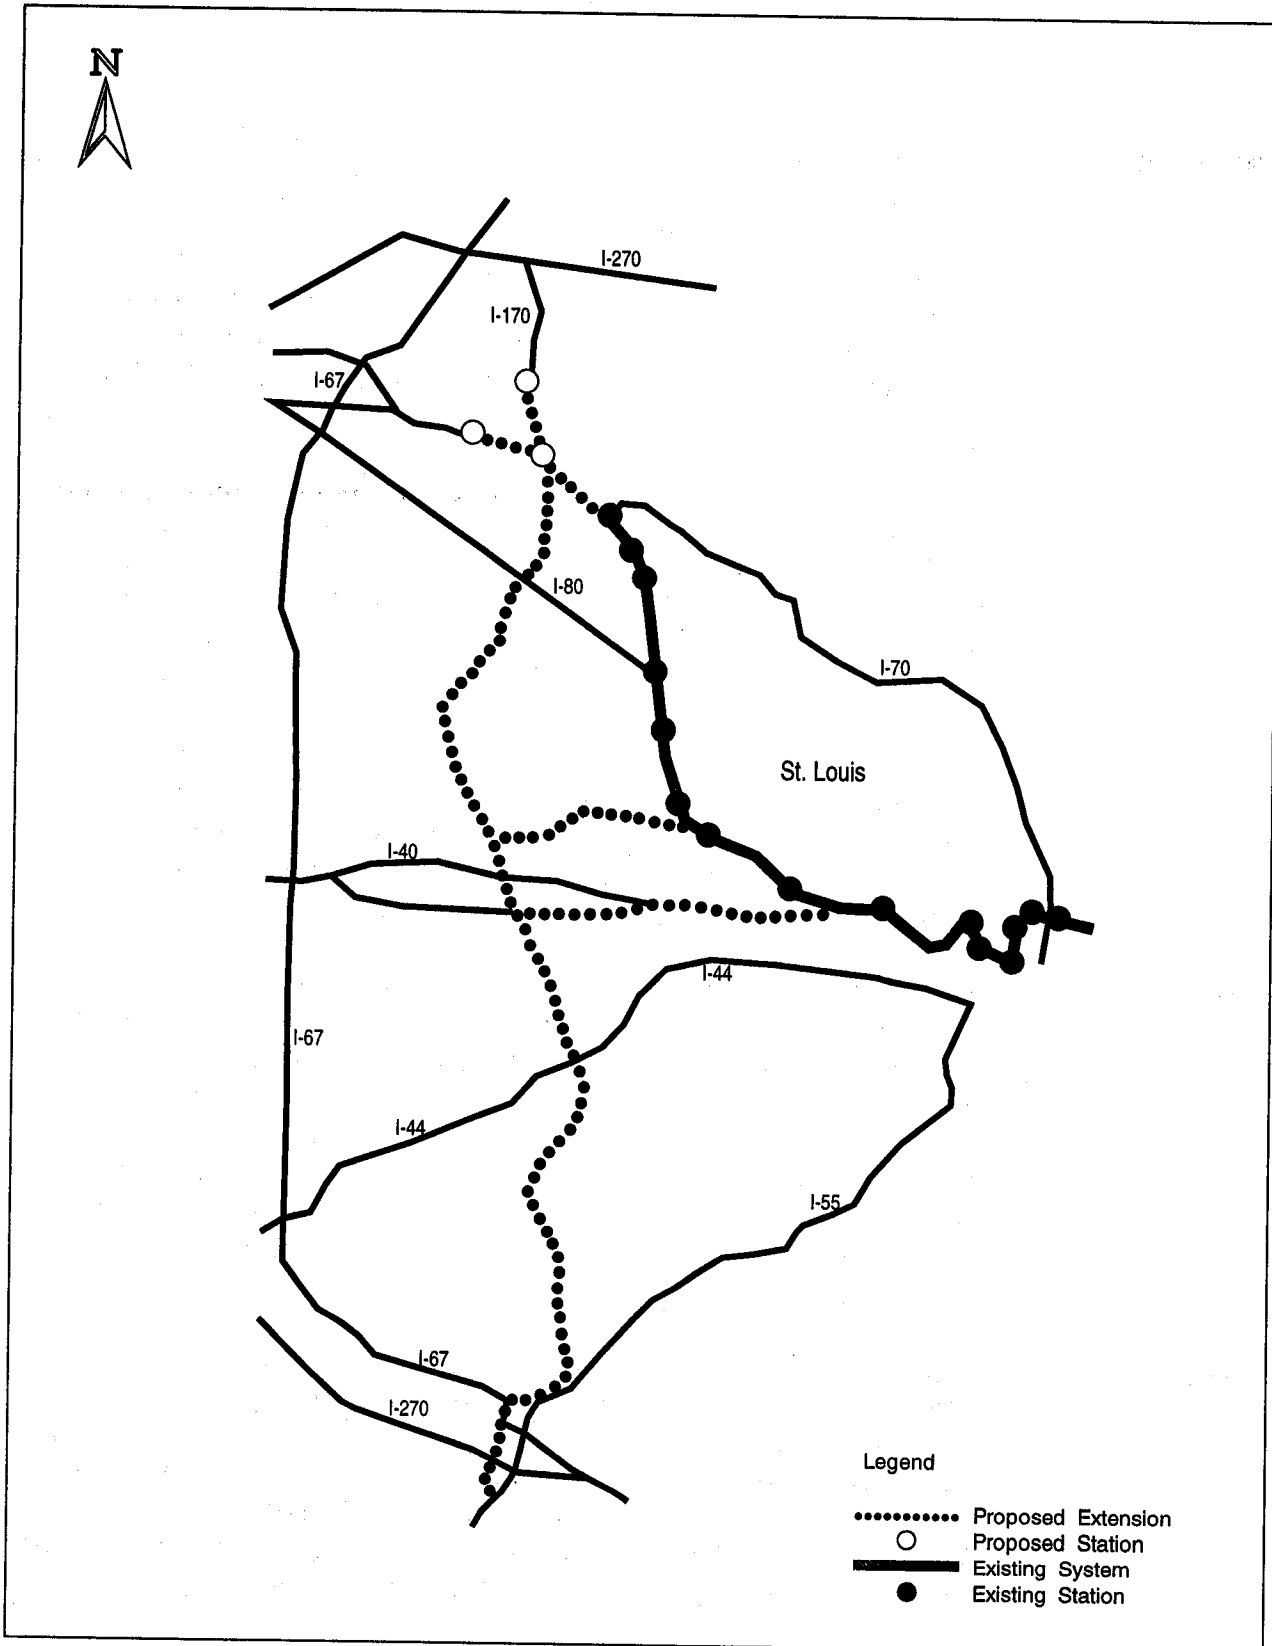 N
I-270
I-170
I-67
I-80
I-70
St. Louis
I-40
I-44
I-67
I-44
I-55
I-67
I-270
Legend
Proposed Extension
Proposed Station
Existing System
Existing Station